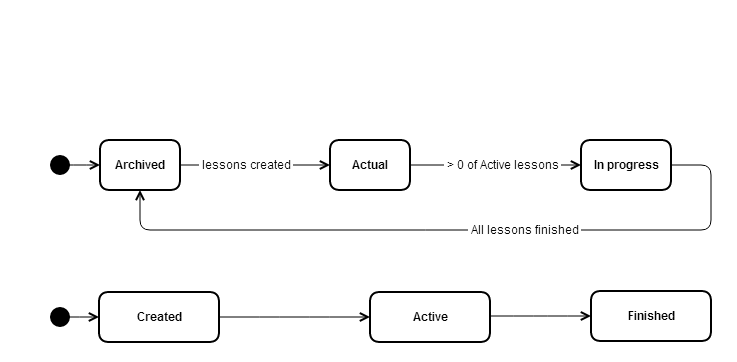 Archived
lessons created
Actual
> 0 of Active lessons
In progress
All lessons finished
Created
Active
Finished